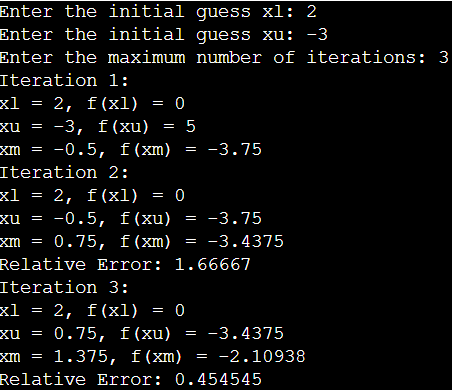 Enter the initial guess xl: 2
Enter the initial guess xu: -3
Enter the maximum number of iterations: 3
Iteration 1:
xl = 2, f(xl) = 0
xu = -3, f(xu) = 5
xm = -0.5, f(xm) = -3.75
Iteration 2:
xl = 2, f(xl) = 0
xu = -0.5, f(xu) = -3.75
xm = 0.75, f(xm) = -3.4375
Relative Error: 1.66667
Iteration 3:
xl = 2, f(xl) = 0
xu = 0.75, f(xu) = -3.4375
xm = 1.375, f(xm) = -2.10938
Relative Error: 0.454545